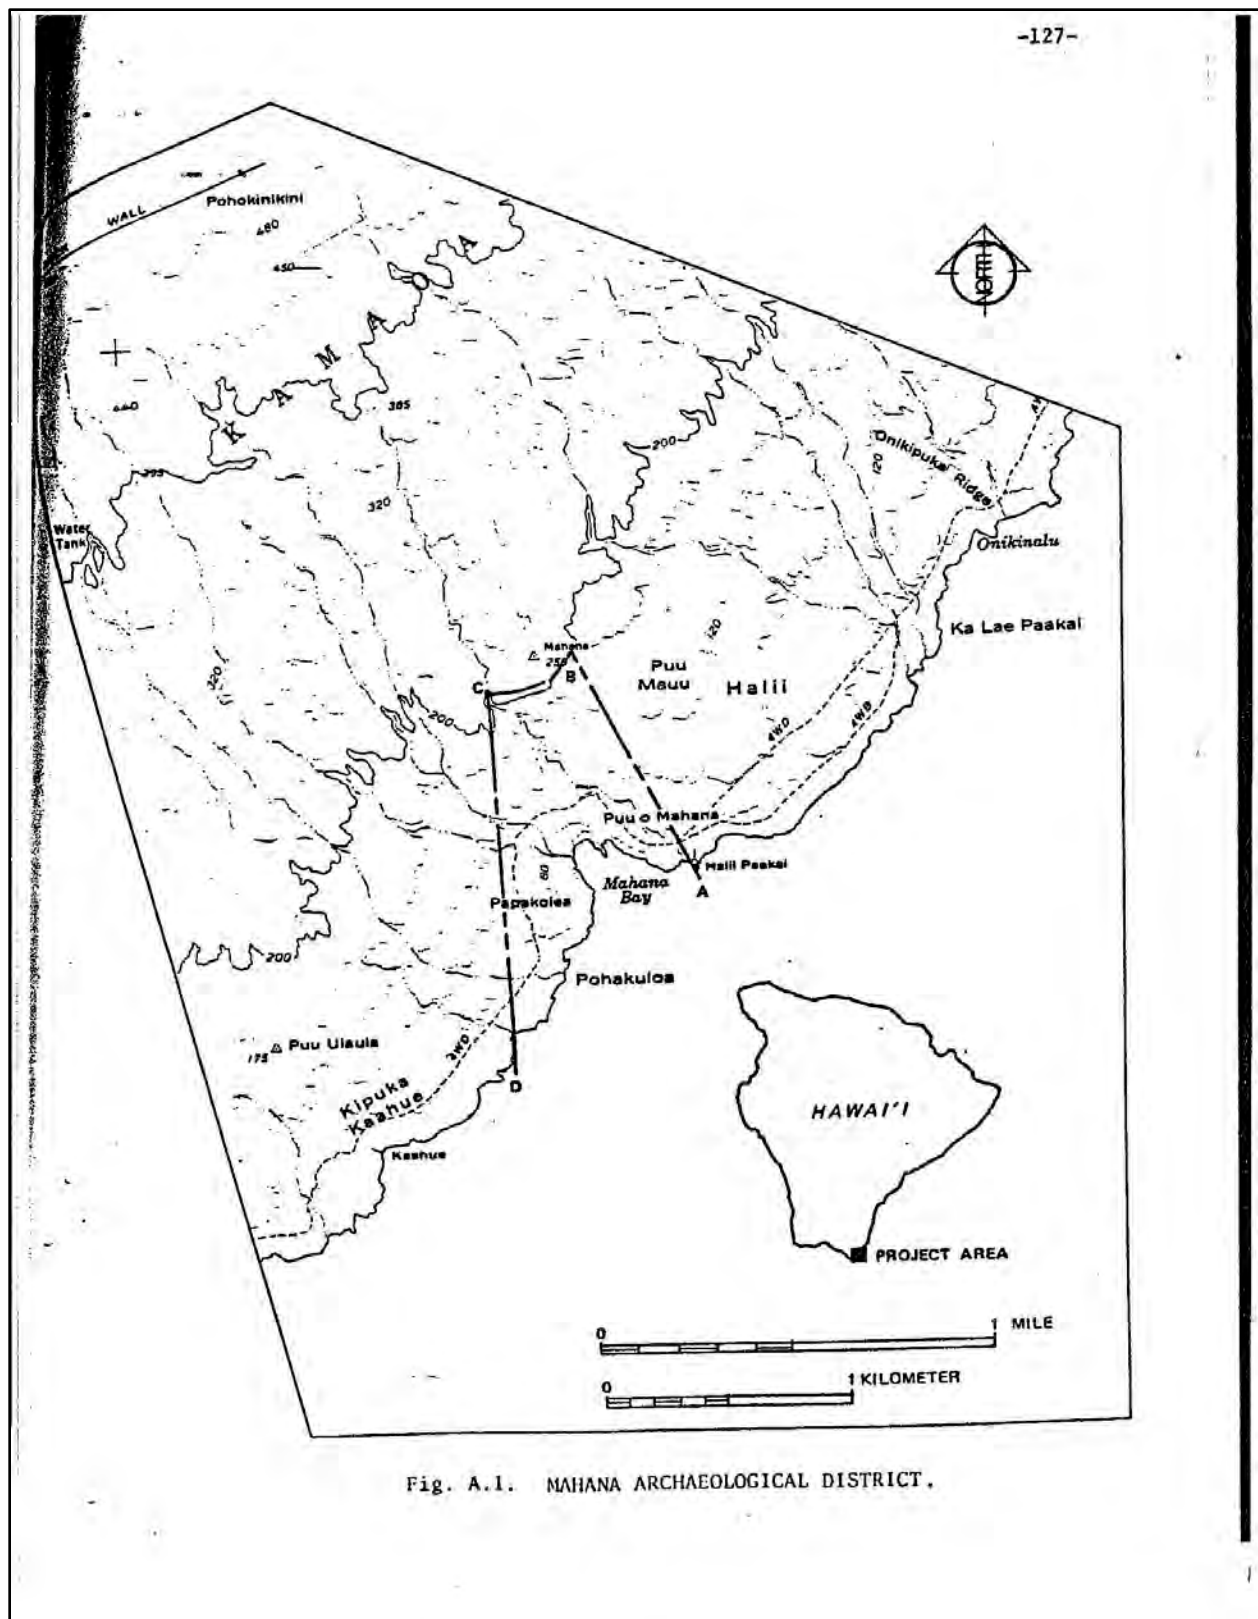 -127-
WALL
Pohokinikini
480
450
KAMAOA
NORTH
385
440
200
120
Onikipuka Ridge
395
320
Water
Tank
Onikinalu
Ka Lae Paakai
120
Mahana
255
Puu
Mauu
Halii
B
C
320
200
4WD
4WD
Puu o Mahana
Halii Paakai
60
Mahana
Bay
A
Papakolea
200
Pohakuloa
Puu Ulaula
175
4WD
D
Kipuka
Kaahue
HAWAI'I
Kaahue
PROJECT AREA
0
1 MILE
0
1 KILOMETER
Fig. A.1. MAHANA ARCHAEOLOGICAL DISTRICT.